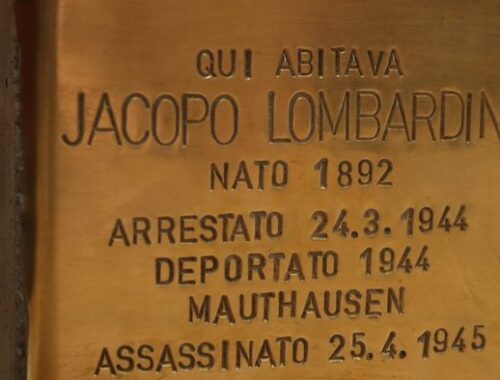 QUI ABITAVA
JACOPO LOMBARDIN
NATO 1892
ARRESTATO 24.3.1944
DEPORTATO 1944
MAUTHAUSEN
ASSASSINATO 25.4.1945